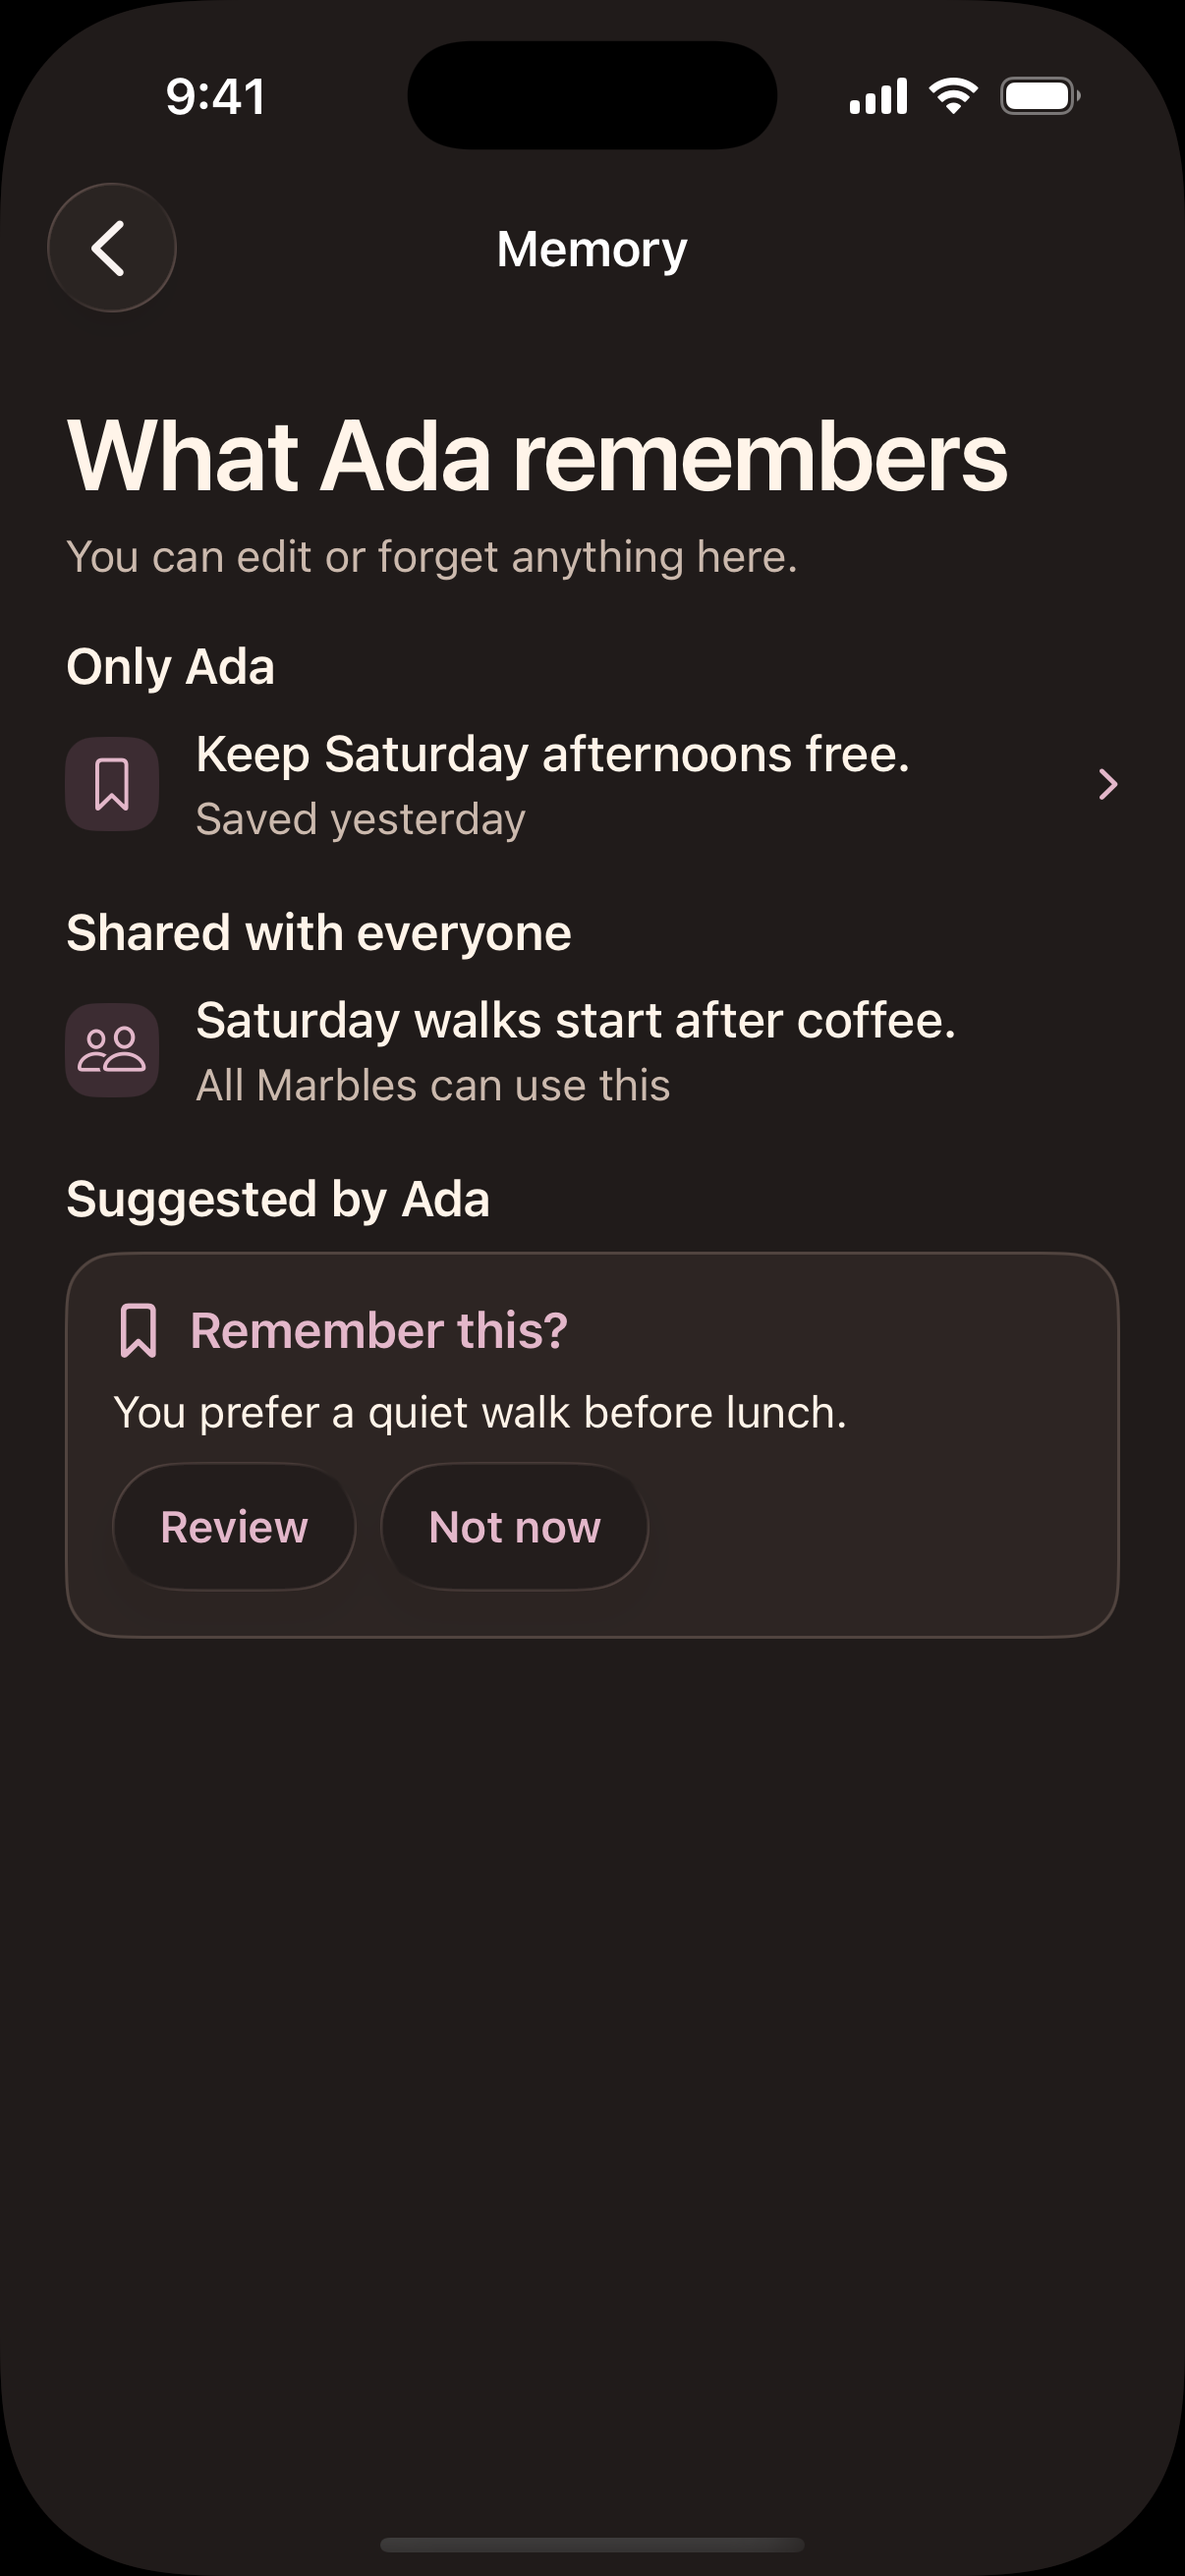 9:41
Memory
What Ada remembers
You can edit or forget anything here.
Only Ada
Keep Saturday afternoons free.
Saved yesterday
Shared with everyone
Saturday walks start after coffee.
All Marbles can use this
Suggested by Ada
Remember this?
You prefer a quiet walk before lunch.
Review
Not now